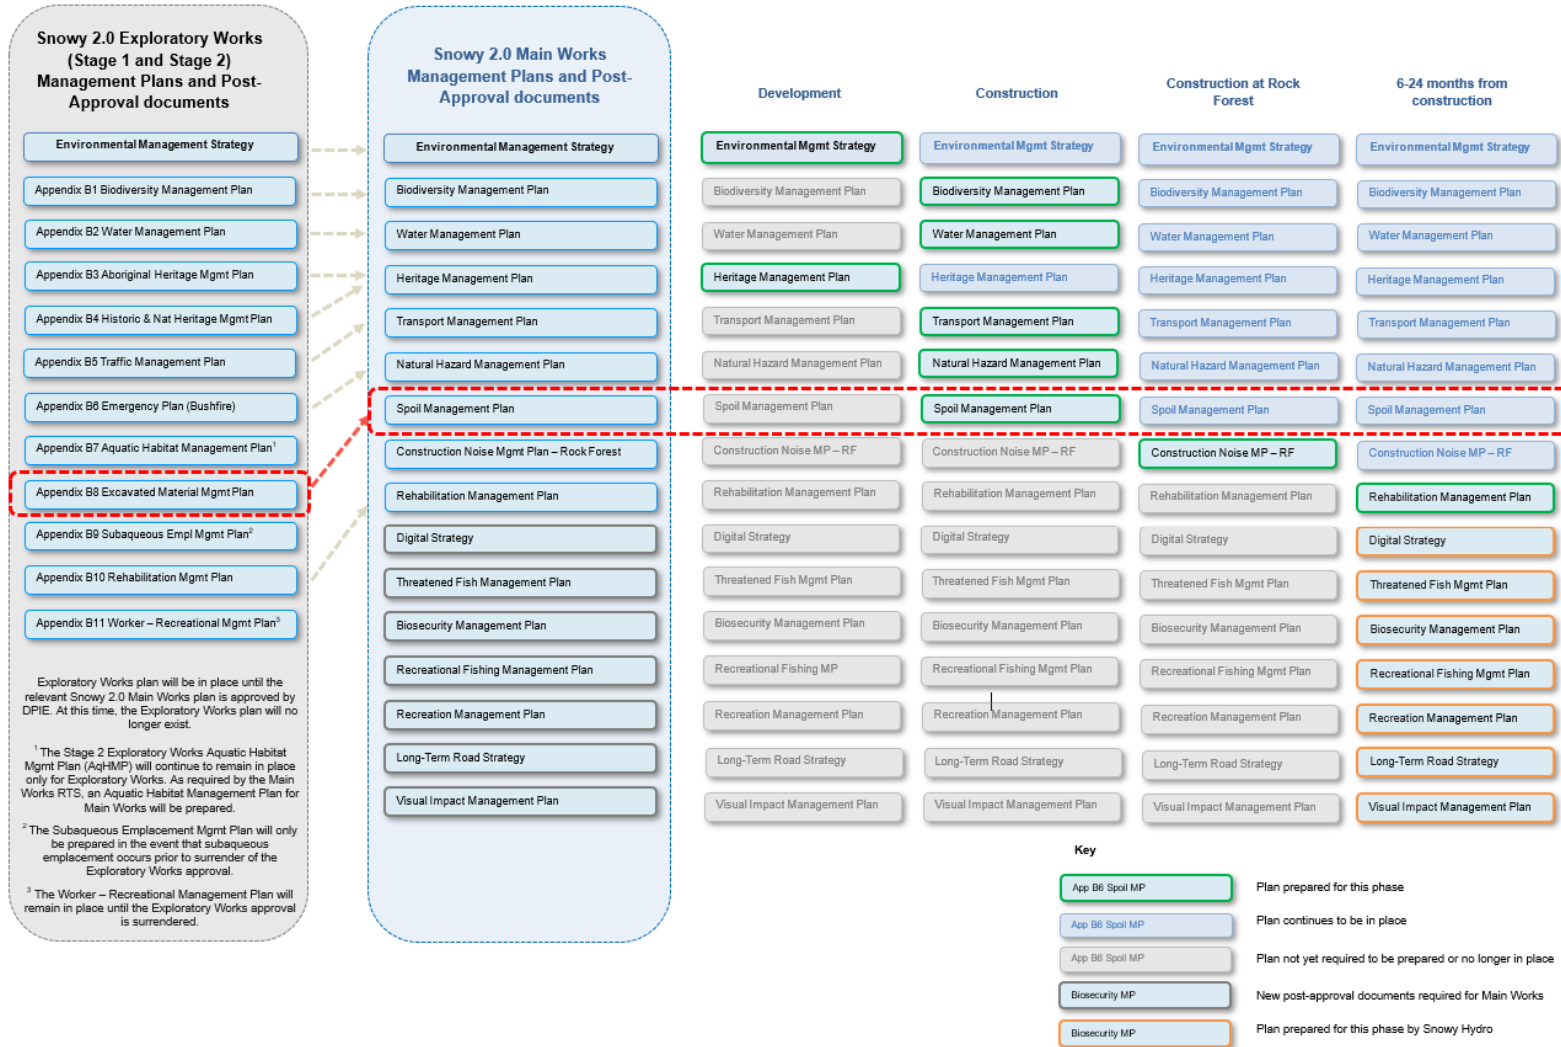 Snowy 2.0 Exploratory Works
(Stage 1 and Stage 2)
Management Plans and Post-
Approval documents
Environmental Management Strategy
Appendix B1 Biodiversity Management Plan
Appendix B2 Water Management Plan
Appendix B3 Aboriginal Heritage Mgmt Plan
Appendix B4 Historic & Nat Heritage Mgmt Plan
Appendix B5 Traffic Management Plan
Appendix B6 Emergency Plan (Bushfire)
Appendix B7 Aquatic Habitat Management Plan1
Appendix B8 Excavated Material Mgmt Plan
Appendix B9 Subaqueous Empl Mgmt Plan2
Appendix B10 Rehabilitation Mgmt Plan
Appendix B11 Worker – Recreational Mgmt Plan3
Exploratory Works plan will be in place until the
relevant Snowy 2.0 Main Works plan is approved by
DPIE. At this time, the Exploratory Works plan will no
longer exist.
1 The Stage 2 Exploratory Works Aquatic Habitat
Mgmt Plan (AqHMP) will continue to remain in place
only for Exploratory Works. As required by the Main
Works RTS, an Aquatic Habitat Management Plan for
Main Works will be prepared.
2 The Subaqueous Emplacement Mgmt Plan will only
be prepared in the event that subaqueous
emplacement occurs prior to surrender of the
Exploratory Works approval.
3 The Worker – Recreational Management Plan will
remain in place until the Exploratory Works approval
is surrendered.
Snowy 2.0 Main Works
Management Plans and Post-
Approval documents
Environmental Management Strategy
Biodiversity Management Plan
Water Management Plan
Heritage Management Plan
Transport Management Plan
Natural Hazard Management Plan
Spoil Management Plan
Construction Noise Mgmt Plan – Rock Forest
Rehabilitation Management Plan
Digital Strategy
Threatened Fish Management Plan
Biosecurity Management Plan
Recreational Fishing Management Plan
Recreation Management Plan
Long-Term Road Strategy
Visual Impact Management Plan
Development
Environmental Mgmt Strategy
Biodiversity Management Plan
Water Management Plan
Heritage Management Plan
Transport Management Plan
Natural Hazard Management Plan
Spoil Management Plan
Construction Noise MP – RF
Rehabilitation Management Plan
Digital Strategy
Threatened Fish Mgmt Plan
Biosecurity Management Plan
Recreational Fishing MP
Recreation Management Plan
Long-Term Road Strategy
Visual Impact Management Plan
Construction
Environmental Mgmt Strategy
Biodiversity Management Plan
Water Management Plan
Heritage Management Plan
Transport Management Plan
Natural Hazard Management Plan
Spoil Management Plan
Construction Noise MP – RF
Rehabilitation Management Plan
Digital Strategy
Threatened Fish Mgmt Plan
Biosecurity Management Plan
Recreational Fishing Mgmt Plan
Recreation Management Plan
Long-Term Road Strategy
Visual Impact Management Plan
Construction at Rock
Forest
Environmental Mgmt Strategy
Biodiversity Management Plan
Water Management Plan
Heritage Management Plan
Transport Management Plan
Natural Hazard Management Plan
Spoil Management Plan
Construction Noise MP – RF
Rehabilitation Management Plan
Digital Strategy
Threatened Fish Mgmt Plan
Biosecurity Management Plan
Recreational Fishing Mgmt Plan
Recreation Management Plan
Long-Term Road Strategy
Visual Impact Management Plan
6-24 months from
construction
Environmental Mgmt Strategy
Biodiversity Management Plan
Water Management Plan
Heritage Management Plan
Transport Management Plan
Natural Hazard Management Plan
Spoil Management Plan
Construction Noise MP – RF
Rehabilitation Management Plan
Digital Strategy
Threatened Fish Mgmt Plan
Biosecurity Management Plan
Recreational Fishing Mgmt Plan
Recreation Management Plan
Long-Term Road Strategy
Visual Impact Management Plan
Key
App B6 Spoil MP
Plan prepared for this phase
App B6 Spoil MP
Plan continues to be in place
App B6 Spoil MP
Plan not yet required to be prepared or no longer in place
Biosecurity MP
New post-approval documents required for Main Works
Biosecurity MP
Plan prepared for this phase by Snowy Hydro